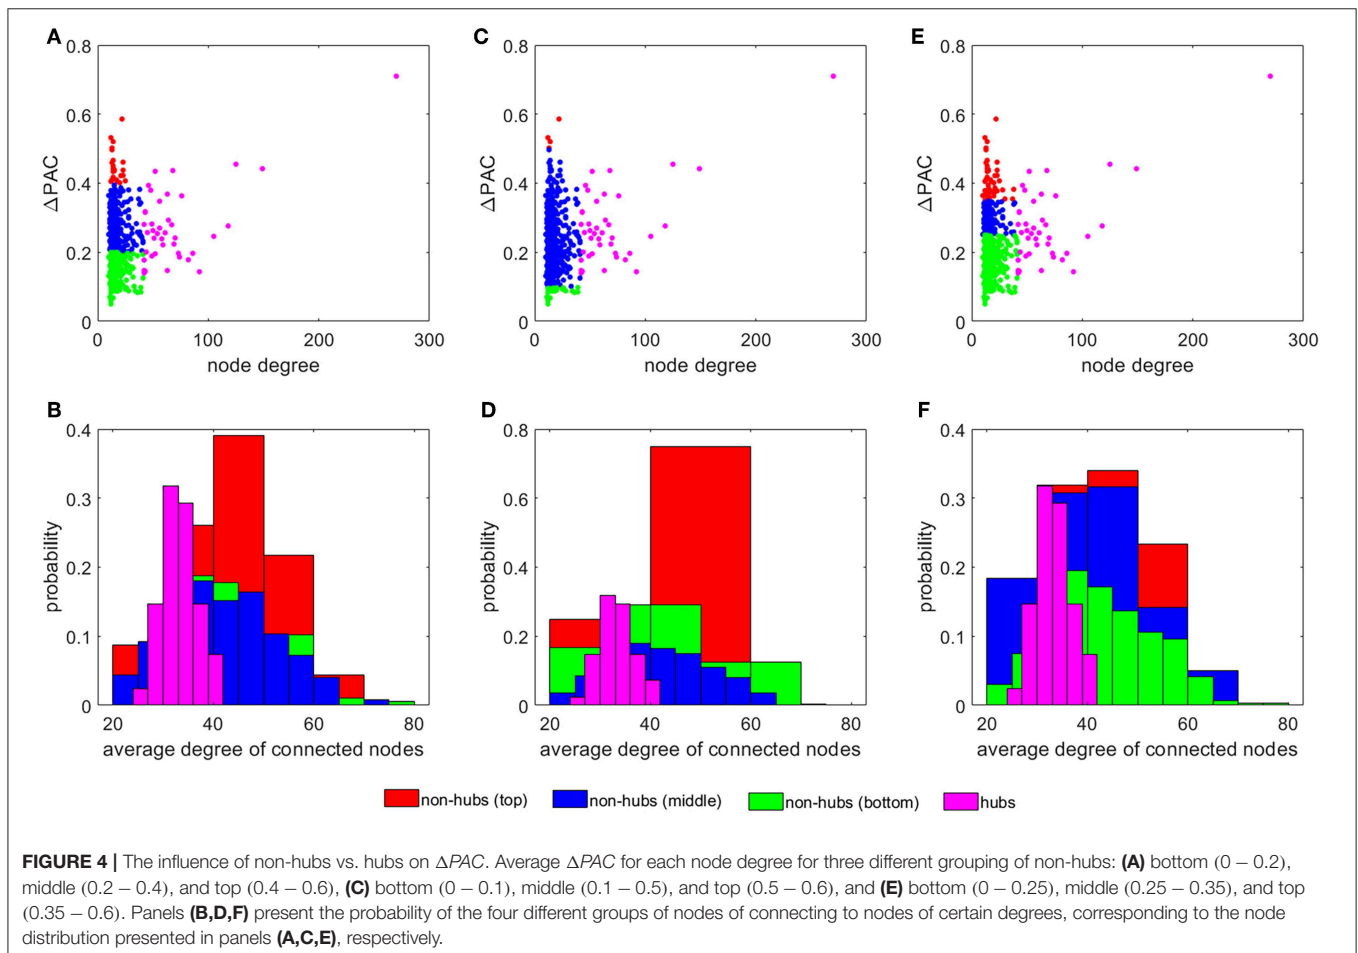 A
0.8
0.6
0.4
0.2
0
ΔPAC
0
100
200
300
node degree
C
0.8
0.6
0.4
0.2
0
ΔPAC
0
100
200
300
node degree
E
0.8
0.6
0.4
0.2
0
ΔPAC
0
100
200
300
node degree
B
0.4
0.3
0.2
0.1
0
probability
20
40
60
80
average degree of connected nodes
D
0.8
0.6
0.4
0.2
0
probability
20
40
60
80
average degree of connected nodes
F
0.4
0.3
0.2
0.1
0
probability
20
40
60
80
average degree of connected nodes
non-hubs (top)
non-hubs (middle)
non-hubs (bottom)
hubs
FIGURE 4 | The influence of non-hubs vs. hubs on ΔPAC. Average ΔPAC for each node degree for three different grouping of non-hubs: (A) bottom (0 − 0.2),
middle (0.2 − 0.4), and top (0.4 − 0.6), (C) bottom (0 − 0.1), middle (0.1 − 0.5), and top (0.5 − 0.6), and (E) bottom (0 − 0.25), middle (0.25 − 0.35), and top
(0.35 − 0.6). Panels (B,D,F) present the probability of the four different groups of nodes of connecting to nodes of certain degrees, corresponding to the node
distribution presented in panels (A,C,E), respectively.